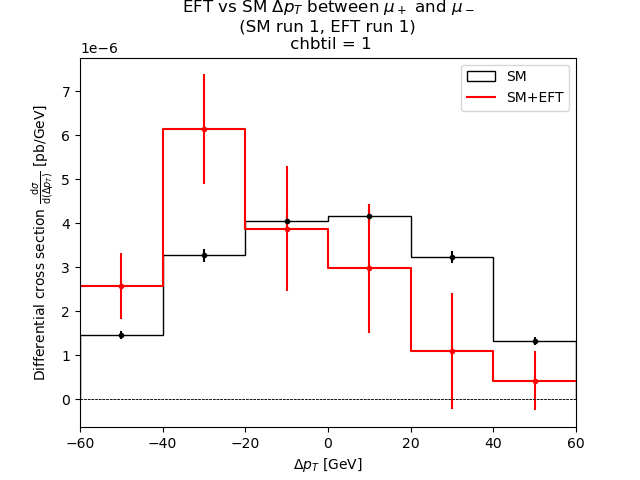 EFT vs SM Δp_T between μ_+ and μ_−
(SM run 1, EFT run 1)
chbtil = 1
1e−6
SM
SM+EFT
7
6
5
4
3
2
1
0
Differential cross section dσ/d(Δp_T) [pb/GeV]
−60 −40 −20 0 20 40 60
Δp_T [GeV]